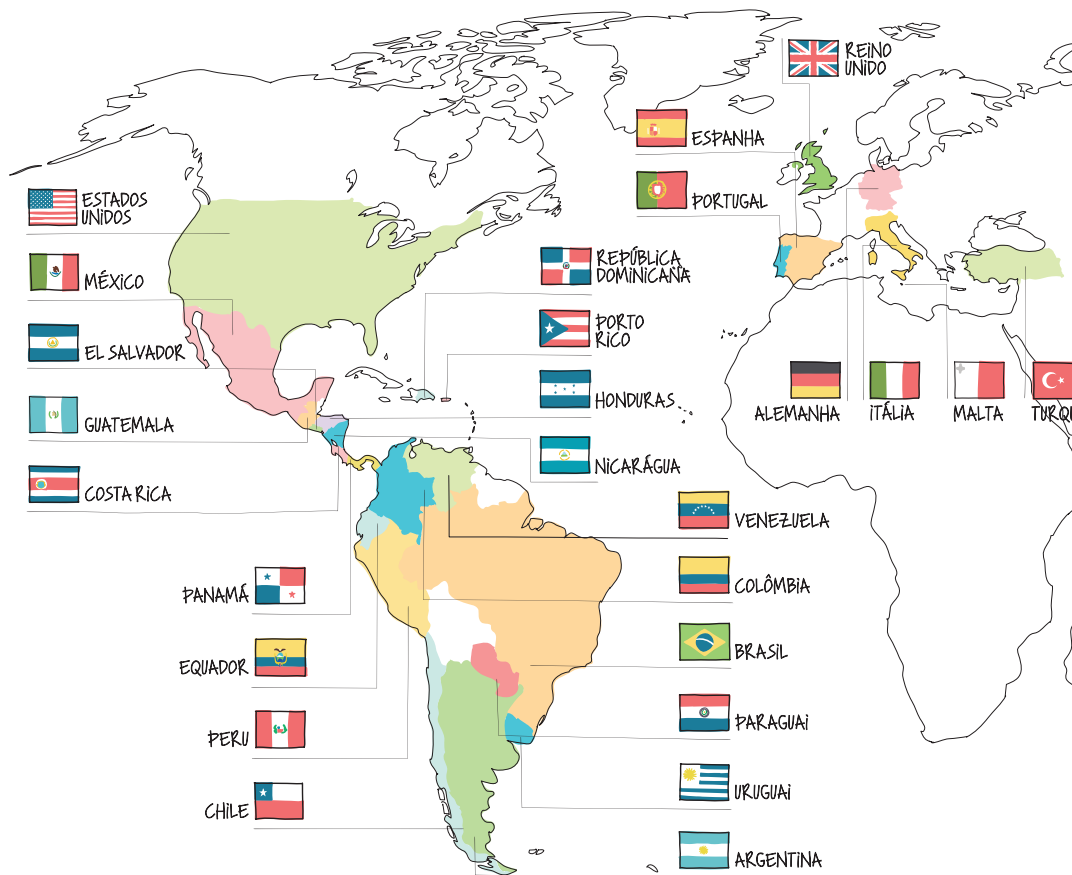 REINO
UNIDO
ESPANHA
PORTUGAL
ESTADOS
UNIDOS
MÉXICO
EL SALVADOR
GUATEMALA
COSTA RICA
REPÚBLICA
DOMINICANA
PORTO
RICO
HONDURAS
NICARÁGUA
ALEMANHA
ITÁLIA
MALTA
TURQU
PANAMÁ
EQUADOR
PERU
CHILE
VENEZUELA
COLÔMBIA
BRASIL
PARAGUAI
URUGUAI
ARGENTINA